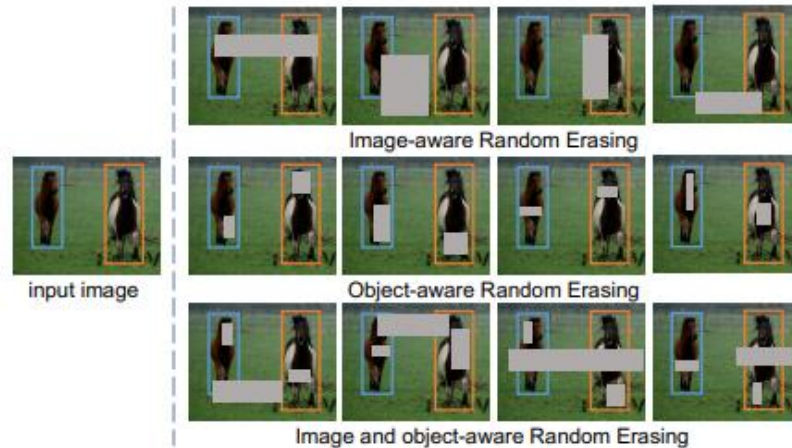 Image-aware Random Erasing
input image
Object-aware Random Erasing
Image and object-aware Random Erasing